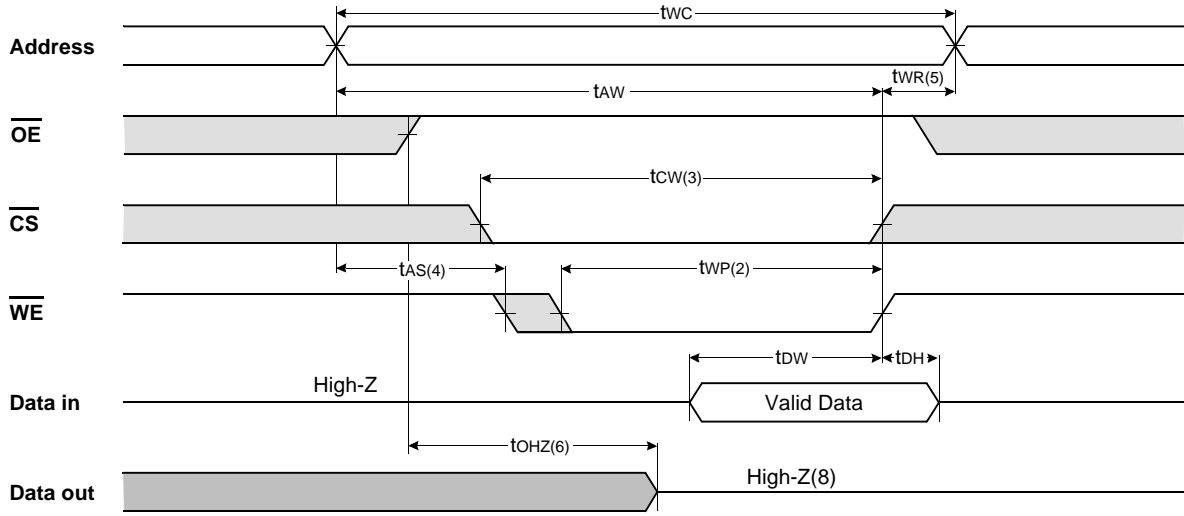 tWC
Address
tAW
tWR(5)
OE
tCW(3)
CS
tAS(4)
tWP(2)
WE
tDW
tDH
High-Z
Data in
Valid Data
tOHZ(6)
High-Z(8)
Data out